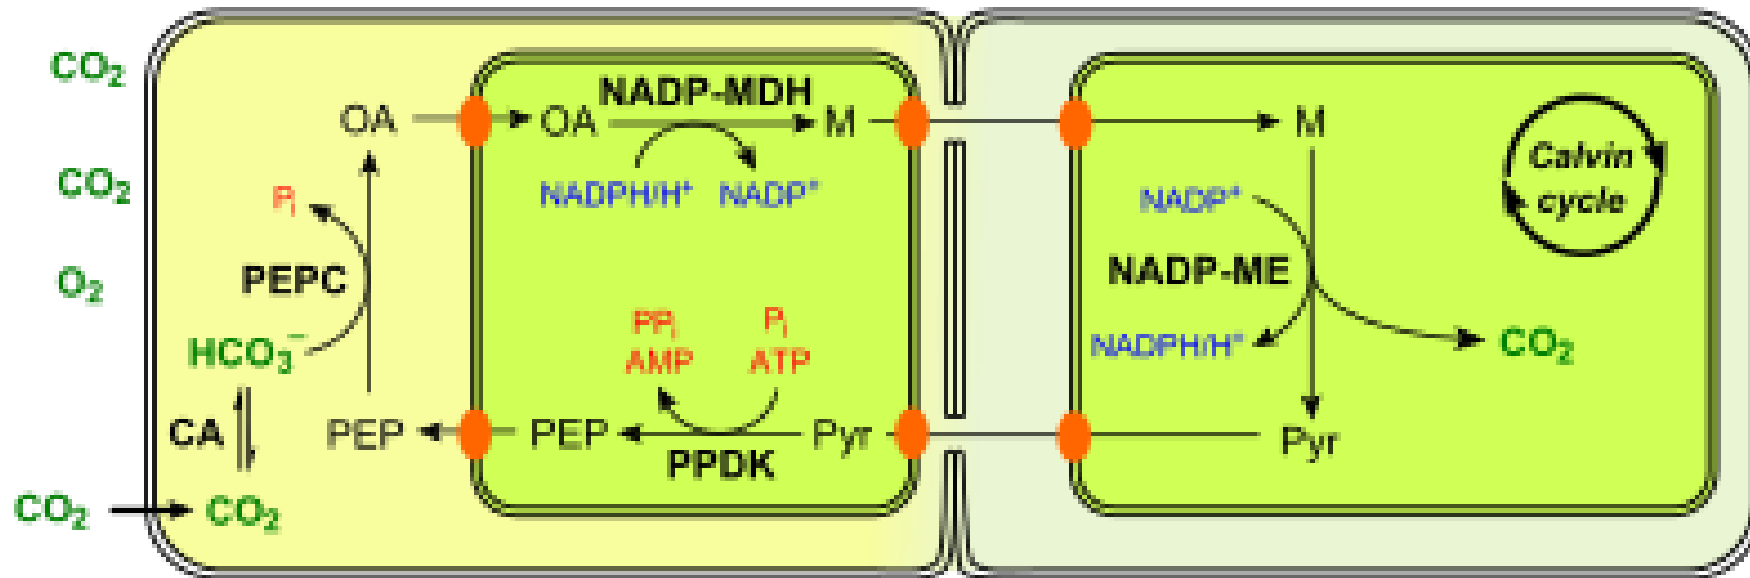 CO₂
CO₂
O₂
CO₂
CO₂
CA
HCO₃⁻
PEPC
Pᵢ
OA
PEP
NADP-MDH
OA
M
NADPH/H⁺
NADP⁺
PPᵢ
AMP
Pᵢ
ATP
PEP
Pyr
PPDK
M
NADP⁺
NADP-ME
NADPH/H⁺
CO₂
Pyr
Calvin
cycle